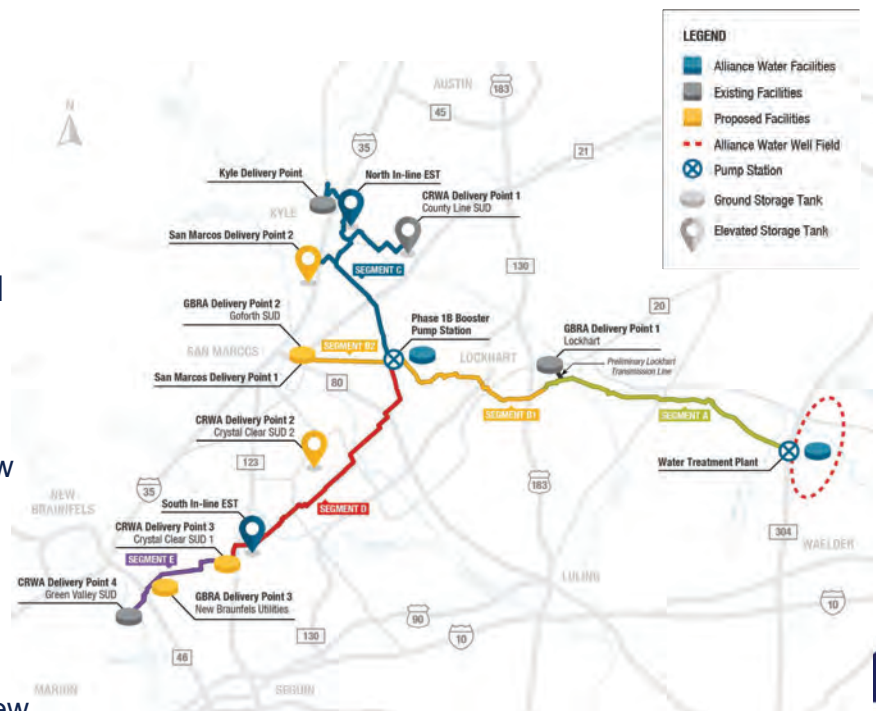 LEGEND
Alliance Water Facilities
Existing Facilities
Proposed Facilities
Alliance Water Well Field
Pump Station
Ground Storage Tank
Elevated Storage Tank
AUSTIN
183
45
N
35
21
Kyle Delivery Point
North In-line EST
CRWA Delivery Point 1
County Line SUD
KYLE
San Marcos Delivery Point 2
SEGMENT C
130
20
GBRA Delivery Point 2
Goforth SUD
Phase 1B Booster
Pump Station
GBRA Delivery Point 1
Lockhart
SAN MARCOS
SEGMENT B2
LOCKHART
Preliminary Lockhart
Transmission Line
San Marcos Delivery Point 1
80
SEGMENT B1
SEGMENT A
CRWA Delivery Point 2
Crystal Clear SUD 2
Water Treatment Plant
123
183
35
NEW
BRAUNFELS
South In-line EST
SEGMENT D
304
WAELDER
CRWA Delivery Point 3
Crystal Clear SUD 1
SEGMENT E
LULING
CRWA Delivery Point 4
Green Valley SUD
GBRA Delivery Point 3
New Braunfels Utilities
90
10
10
130
46
MARION
SEGUIN